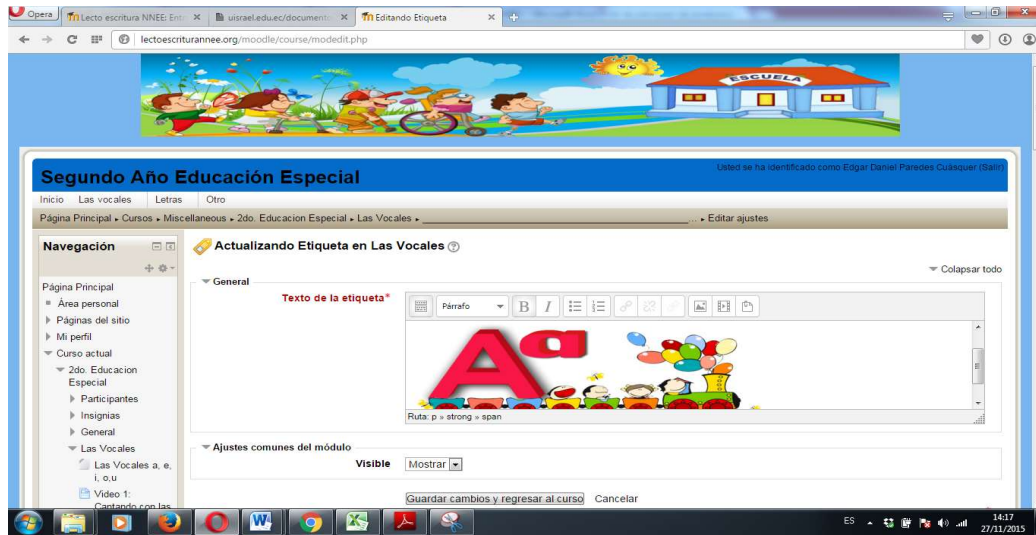 Opera
Lecto escritura NNEE: Entr
uisrael.edu.ec/documento
Editando Etiqueta
lectoescriturannee.org/moodle/course/modedit.php
ESCUELA
Segundo Año Educación Especial
Usted se ha identificado como Edgar Daniel Paredes Cuasquer (Salir)
Inicio Las vocales Letras Otro
Página Principal ▸ Cursos ▸ Miscellaneous ▸ 2do. Educacion Especial ▸ Las Vocales ▸ ... ▸ Editar ajustes
Navegación
Página Principal
Área personal
Páginas del sitio
Mi perfil
Curso actual
2do. Educacion
Especial
Participantes
Insignias
General
Las Vocales
Las Vocales a, e,
i, o,u
Video 1:
Cantando con las
Actualizando Etiqueta en Las Vocales
Colapsar todo
General
Texto de la etiqueta*
Párrafo B I
Aa
Ruta: p » strong » span
Ajustes comunes del módulo
Visible Mostrar
Guardar cambios y regresar al curso Cancelar
ES 14:17
27/11/2015